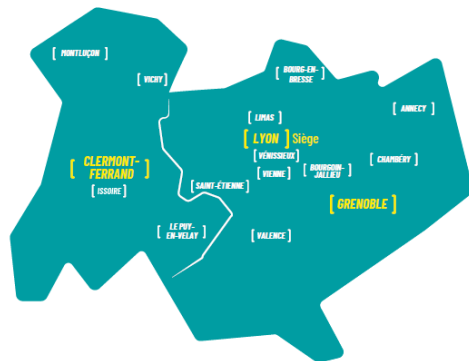 [ MONTLUÇON ]
[ VICHY ]
[ BOURG-EN-
BRESSE ]
[ ANNECY ]
[ LIMAS ]
[ LYON ] Siège
[ VÉNISSIEUX ]
[ CLERMONT-
FERRAND ]
[ CHAMBÉRY ]
[ BOURGOIN-
JALLIEU ]
[ VIENNE ]
[ ISSOIRE ]
[ SAINT-ÉTIENNE ]
[ GRENOBLE ]
[ LE PUY-
EN-VELAY ]
[ VALENCE ]